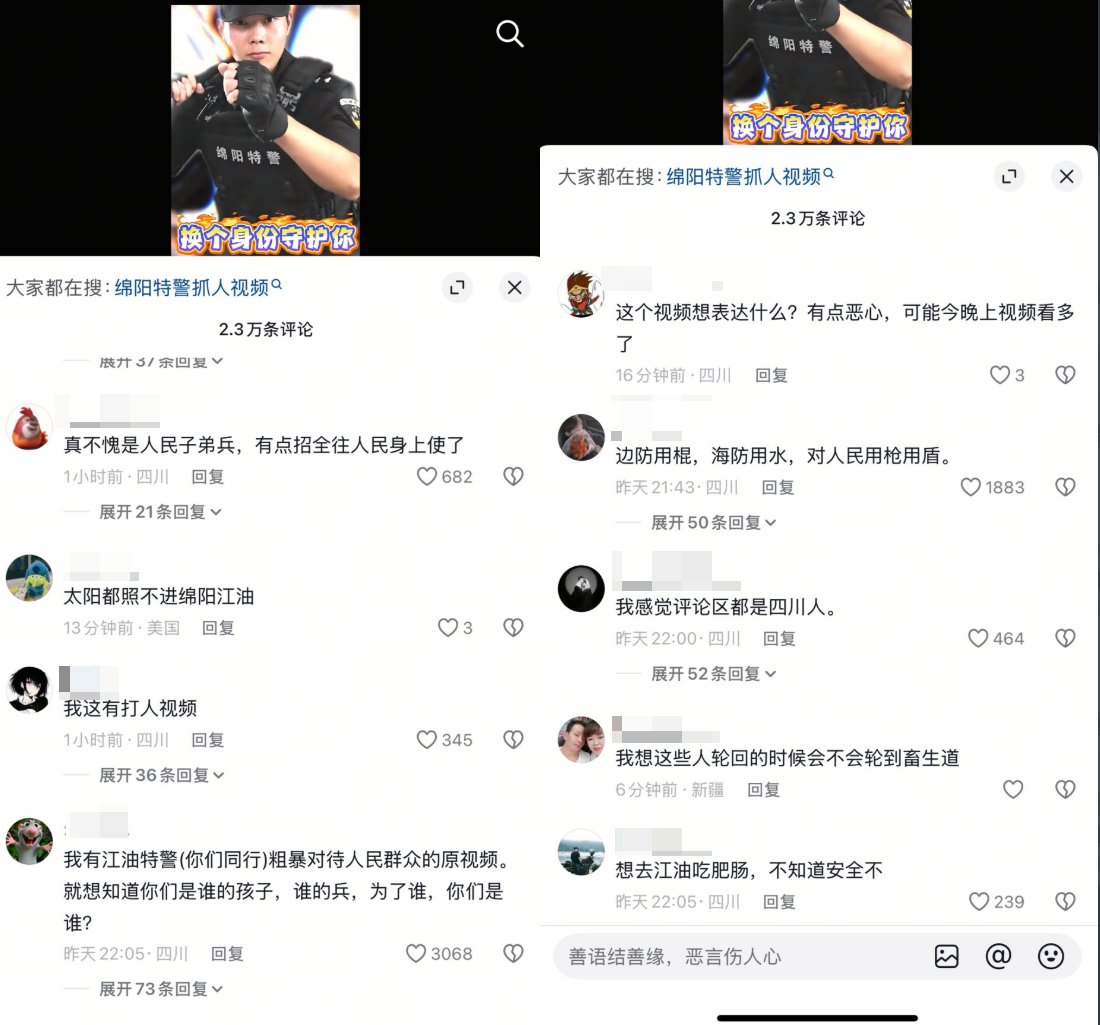 绵阳特警
换个身份守护你
大家都在搜：绵阳特警抓人视频
2.3万条评论
展开37条回复
真不愧是人民子弟兵，有点招全往人民身上使了
1小时前·四川 回复 682
展开21条回复
太阳都照不进绵阳江油
13分钟前·美国 回复 3
我这有打人视频
1小时前·四川 回复 345
展开36条回复
我有江油特警(你们同行)粗暴对待人民群众的原视频。
就想知道你们是谁的孩子，谁的兵，为了谁，你们是
谁?
昨天22:05·四川 回复 3068
展开73条回复
绵阳特警
换个身份守护你
大家都在搜：绵阳特警抓人视频
2.3万条评论
这个视频想表达什么？有点恶心，可能今晚上视频看多
了
16分钟前·四川 回复 3
边防用棍，海防用水，对人民用枪用盾。
昨天21:43·四川 回复 1883
展开50条回复
我感觉评论区都是四川人。
昨天22:00·四川 回复 464
展开52条回复
我想这些人轮回的时候会不会轮到畜生道
6分钟前·新疆 回复
想去江油吃肥肠，不知道安全不
昨天22:05·四川 回复 239
善语结善缘，恶言伤人心